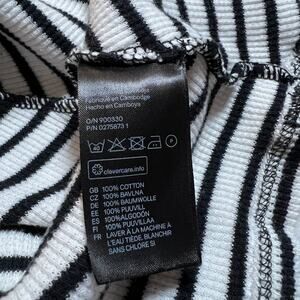 Fabriqué en Cambodge
Hecho en Camboya
O/N 900330
P/N 0275873 1
clevercare.info
GB 100% COTTON
CZ 100% BAVLNA
DE 100% BAUMWOLLE
EE 100% PUUVILL
ES 100%ALGODÓN
FI 100% PUUVILLAA
FR LAVER À LA MACHINE À
L'EAU TIÈDE, BLANCHIR
SANS CHLORE SI